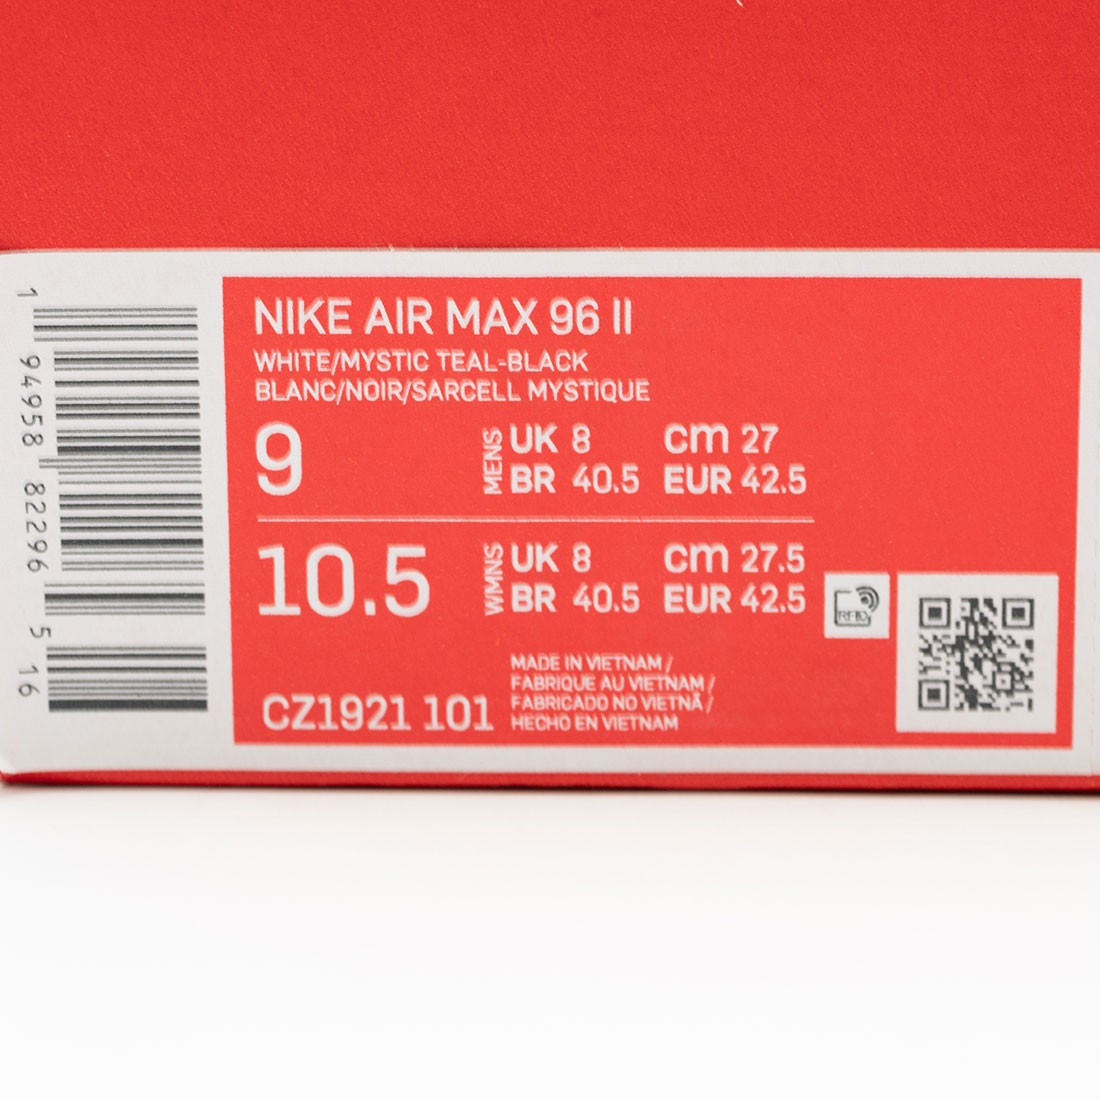 NIKE AIR MAX 96 II
WHITE/MYSTIC TEAL-BLACK
BLANC/NOIR/SARCELL MYSTIQUE
9 MENS UK 8 cm 27
BR 40.5 EUR 42.5
10.5 WMNS UK 8 cm 27.5
BR 40.5 EUR 42.5
RFID
MADE IN VIETNAM /
FABRIQUE AU VIETNAM /
FABRICADO NO VIETNÃ /
HECHO EN VIETNAM
CZ1921 101
1 94958 82296 5 16